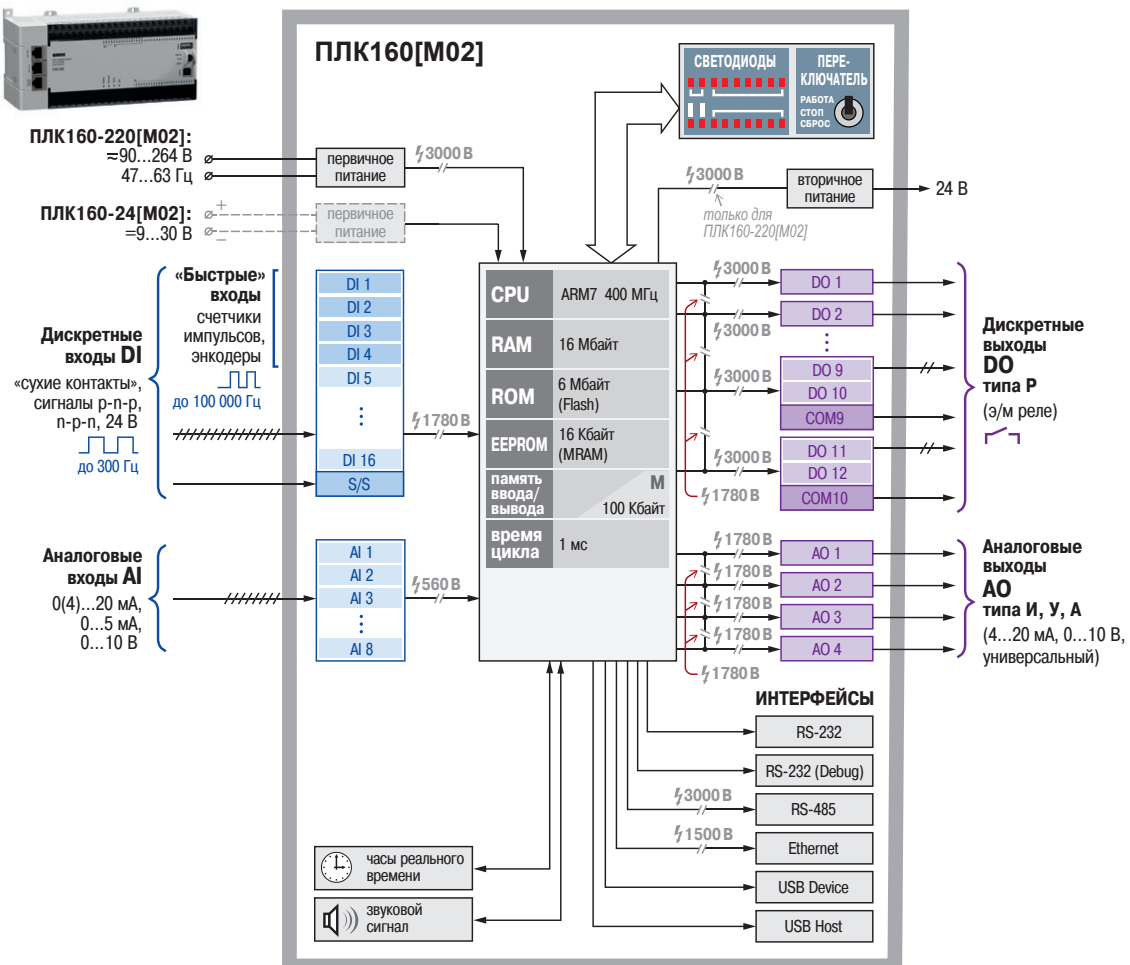 ПЛК160[М02]
СВЕТОДИОДЫ
ПЕРЕ-
КЛЮЧАТЕЛЬ
РАБОТА
СТОП
СБРОС
ПЛК160-220[М02]:
≂90...264 В
47...63 Гц
первичное
питание
3000 В
ПЛК160-24[М02]:
=9...30 В
+
–
первичное
питание
3000 В
только для
ПЛК160-220[М02]
вторичное
питание
24 В
«Быстрые»
входы
счетчики
импульсов,
энкодеры
до 100 000 Гц
Дискретные
входы DI
«сухие контакты»,
сигналы p-n-p,
n-p-n, 24 В
до 300 Гц
DI 1
DI 2
DI 3
DI 4
DI 5
DI 16
S/S
1780 В
CPU
ARM7 400 МГц
RAM
16 Мбайт
ROM
6 Мбайт
(Flash)
EEPROM
16 Кбайт
(MRAM)
память
ввода/
вывода
М
100 Кбайт
время
цикла
1 мс
3000 В
DO 1
DO 2
3000 В
3000 В
DO 9
DO 10
COM9
3000 В
DO 11
DO 12
COM10
1780 В
Дискретные
выходы
DO
типа Р
(э/м реле)
Аналоговые
входы AI
0(4)...20 мА,
0...5 мА,
0...10 В
AI 1
AI 2
AI 3
AI 8
560 В
1780 В
AO 1
1780 В
AO 2
1780 В
AO 3
1780 В
AO 4
1780 В
Аналоговые
выходы
АО
типа И, У, А
(4...20 мА, 0...10 В,
универсальный)
ИНТЕРФЕЙСЫ
RS-232
RS-232 (Debug)
3000 В
RS-485
1500 В
Ethernet
USB Device
USB Host
часы реального
времени
звуковой
сигнал